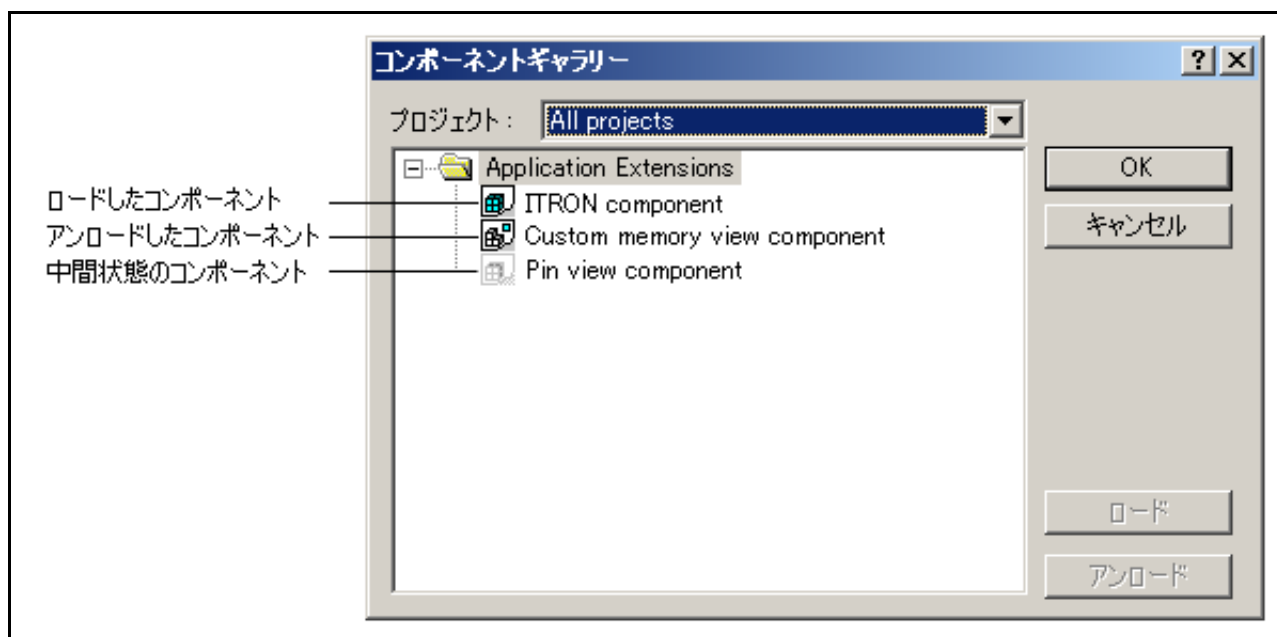 コンポーネントギャラリー
プロジェクト： All projects
Application Extensions
ロードしたコンポーネント
ITRON component
アンロードしたコンポーネント
Custom memory view component
中間状態のコンポーネント
Pin view component
OK
キャンセル
ロード
アンロード